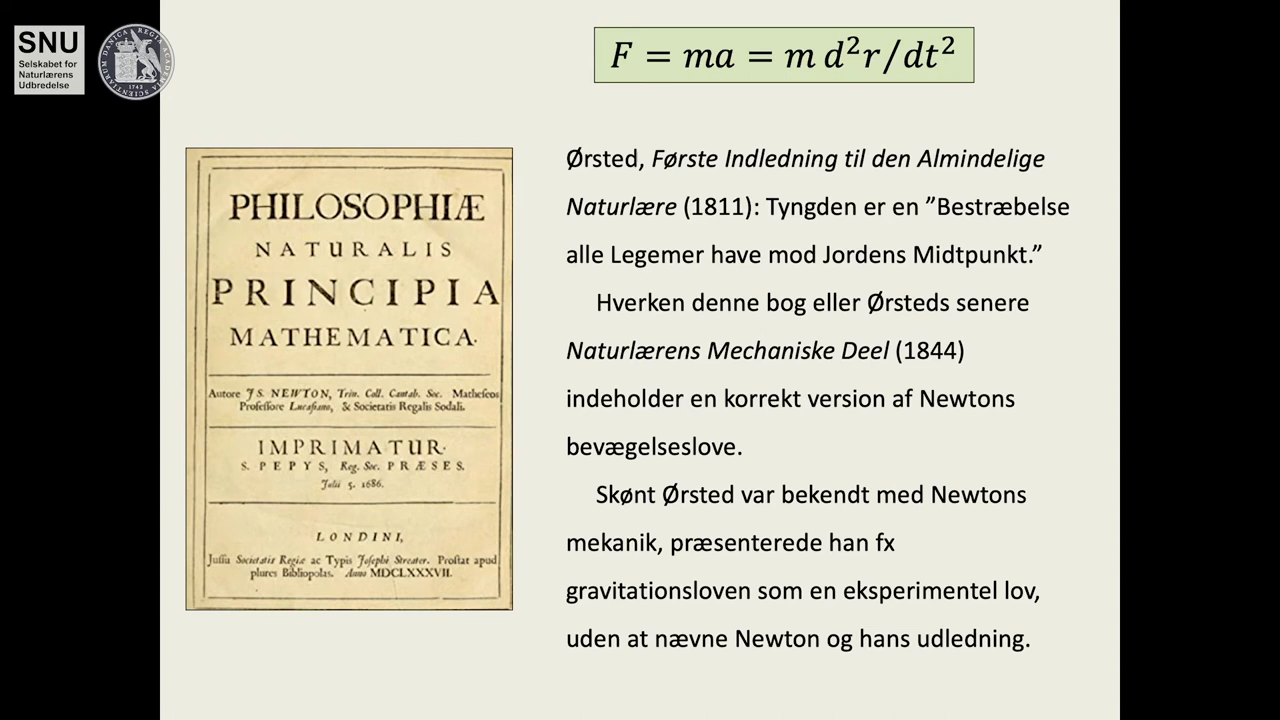 SNU
Selskabet for
Naturlærens
Udbredelse
1742
F = ma = m d²r/dt²
PHILOSOPHIÆ
NATURALIS
PRINCIPIA
MATHEMATICA.
Autore JS. NEWTON, Trin. Coll. Cantab. Soc. Matheseos
Professore Lucasiano, & Societatis Regalis Sodali.
IMPRIMATUR.
S. PEPYS, Reg. Soc. PRÆSES.
Julii 5. 1686.
LONDINI,
Jussu Societatis Regiæ ac Typis Josephi Streater. Prostat apud
plures Bibliopolas. Anno MDCLXXXVII.
Ørsted, Første Indledning til den Almindelige
Naturlære (1811): Tyngden er en ”Bestræbelse
alle Legemer have mod Jordens Midtpunkt.”
Hverken denne bog eller Ørsteds senere
Naturlærens Mechaniske Deel (1844)
indeholder en korrekt version af Newtons
bevægelseslove.
Skønt Ørsted var bekendt med Newtons
mekanik, præsenterede han fx
gravitationsloven som en eksperimentel lov,
uden at nævne Newton og hans udledning.